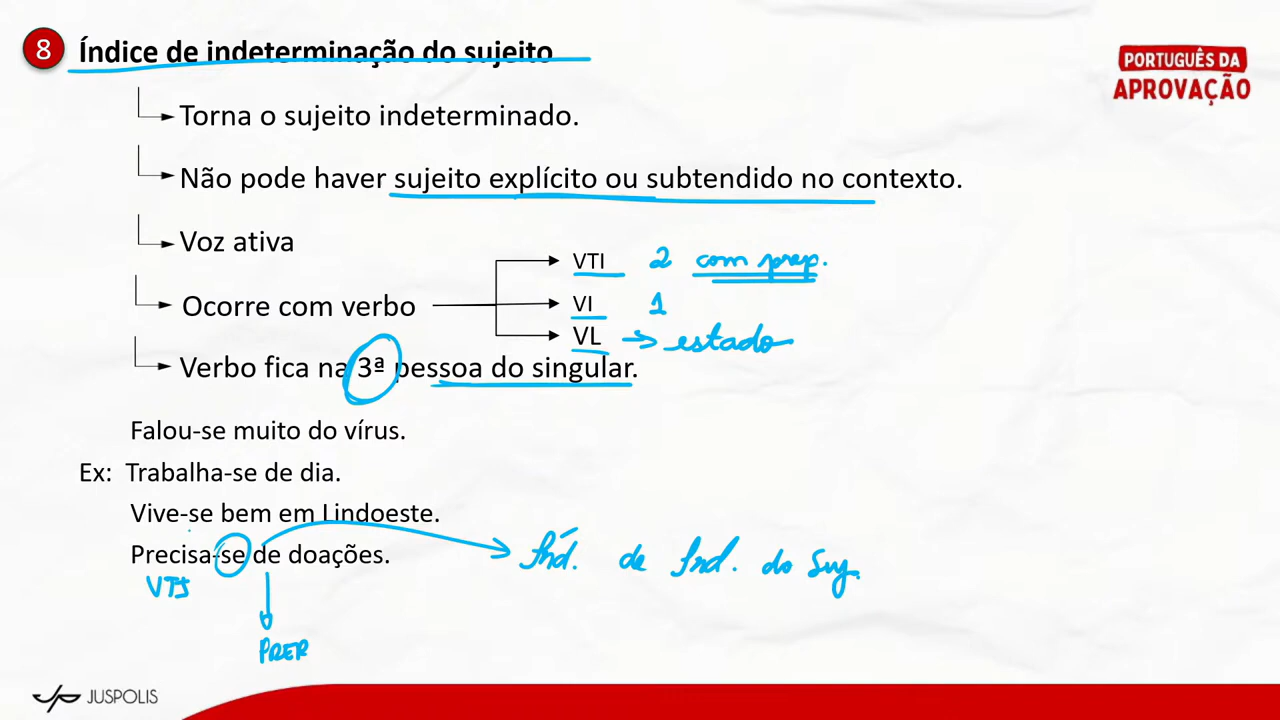 8 Índice de indeterminação do sujeito
PORTUGUÊS DA
APROVAÇÃO
Torna o sujeito indeterminado.
Não pode haver sujeito explícito ou subtendido no contexto.
Voz ativa
VTI 2 com prep.
Ocorre com verbo VI 1
VL → estado
Verbo fica na 3ª pessoa do singular.
Falou-se muito do vírus.
Ex: Trabalha-se de dia.
Vive-se bem em Lindoeste.
Precisa-se de doações. Índ. de Ind. do Suj.
VTI
PREP
JUSPOLIS